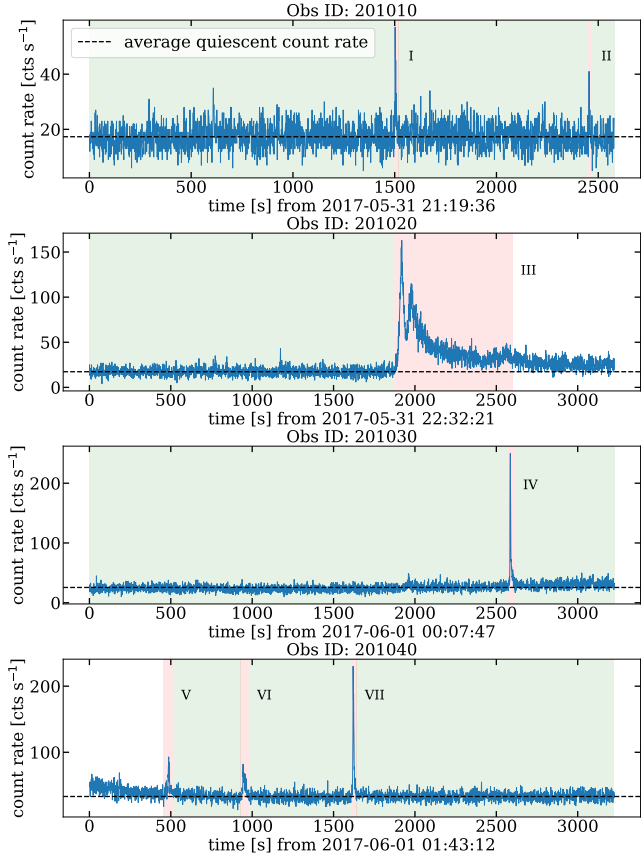 Obs ID: 201010
average quiescent count rate
I
II
40
20
count rate [cts s⁻¹]
0 500 1000 1500 2000 2500
time [s] from 2017-05-31 21:19:36
Obs ID: 201020
III
150
100
50
0
count rate [cts s⁻¹]
0 500 1000 1500 2000 2500 3000
time [s] from 2017-05-31 22:32:21
Obs ID: 201030
IV
200
100
0
count rate [cts s⁻¹]
0 500 1000 1500 2000 2500 3000
time [s] from 2017-06-01 00:07:47
Obs ID: 201040
V VI VII
200
100
count rate [cts s⁻¹]
0 500 1000 1500 2000 2500 3000
time [s] from 2017-06-01 01:43:12